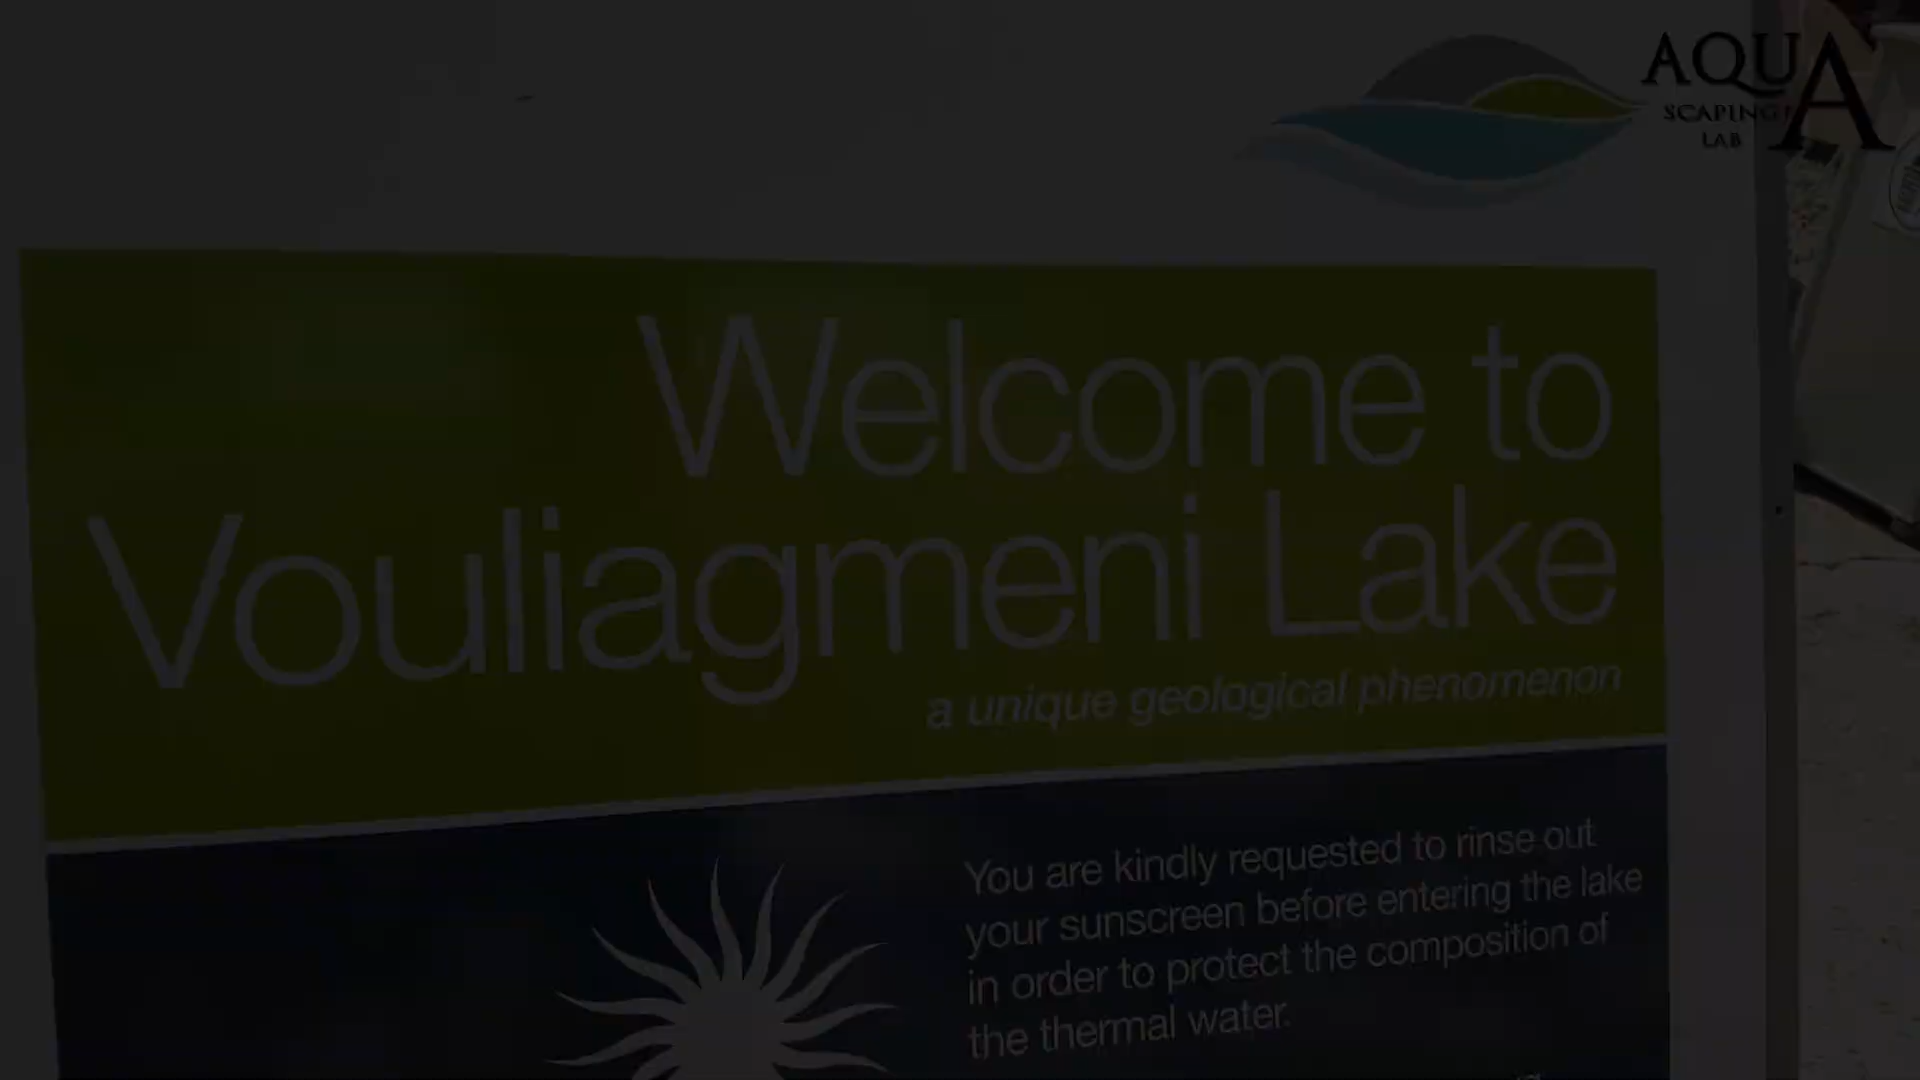 AQUA
SCAPING
LAB
Welcome to
Vouliagmeni Lake
a unique geological phenomenon
You are kindly requested to rinse out
your sunscreen before entering the lake
in order to protect the composition of
the thermal water.